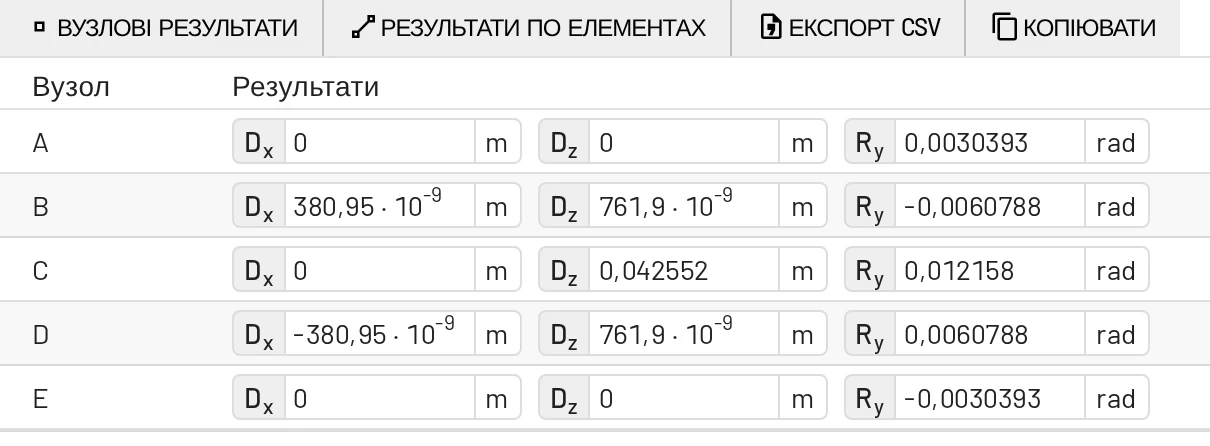 ВУЗЛОВІ РЕЗУЛЬТАТИ РЕЗУЛЬТАТИ ПО ЕЛЕМЕНТАХ ЕКСПОРТ CSV КОПІЮВАТИ
Вузол Результати
A Dx 0 m Dz 0 m Ry 0,0030393 rad
B Dx 380,95 · 10^-9 m Dz 761,9 · 10^-9 m Ry -0,0060788 rad
C Dx 0 m Dz 0,042552 m Ry 0,012158 rad
D Dx -380,95 · 10^-9 m Dz 761,9 · 10^-9 m Ry 0,0060788 rad
E Dx 0 m Dz 0 m Ry -0,0030393 rad